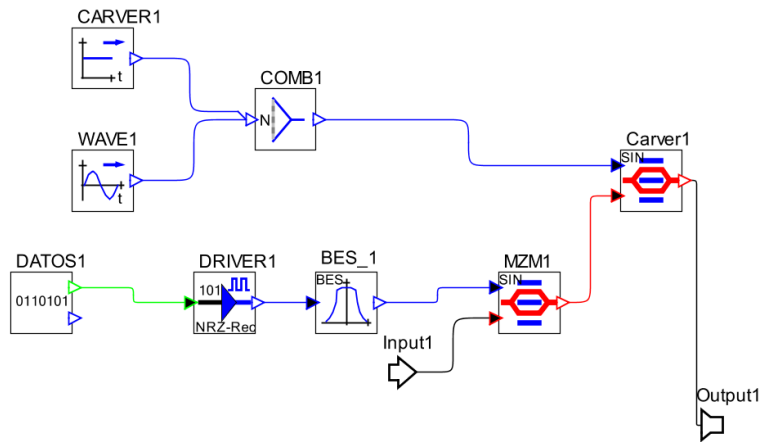 CARVER1
t
COMB1
N
WAVE1
t
Carver1
SIN
DATOS1
0110101
DRIVER1
101
NRZ-Rec
BES_1
BES
MZM1
SIN
Input1
Output1